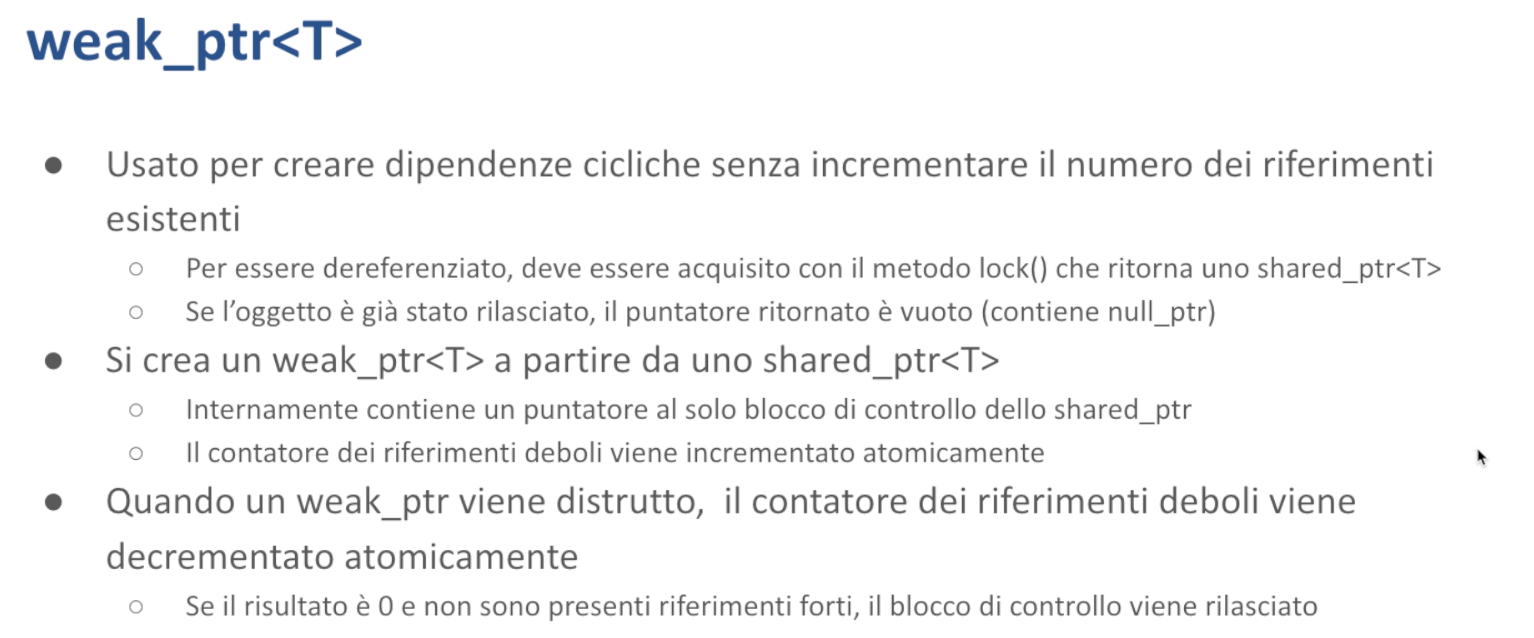 weak_ptr<T>
● Usato per creare dipendenze cicliche senza incrementare il numero dei riferimenti
esistenti
○ Per essere dereferenziato, deve essere acquisito con il metodo lock() che ritorna uno shared_ptr<T>
○ Se l’oggetto è già stato rilasciato, il puntatore ritornato è vuoto (contiene null_ptr)
● Si crea un weak_ptr<T> a partire da uno shared_ptr<T>
○ Internamente contiene un puntatore al solo blocco di controllo dello shared_ptr
○ Il contatore dei riferimenti deboli viene incrementato atomicamente
● Quando un weak_ptr viene distrutto, il contatore dei riferimenti deboli viene
decrementato atomicamente
○ Se il risultato è 0 e non sono presenti riferimenti forti, il blocco di controllo viene rilasciato